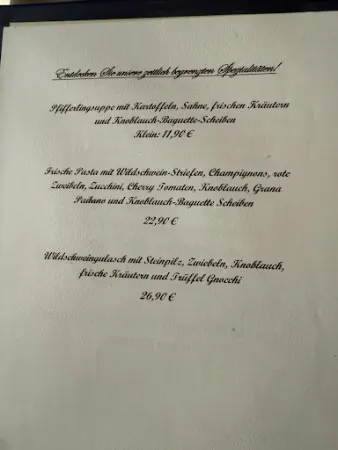 Entdecken Sie unsere zeitlich begrenzten Spezialitäten!
Pfifferlingsuppe mit Kartoffeln, Sahne, frischen Kräutern
und Knoblauch-Baguette-Scheiben
Klein: 11,90 €
Frische Pasta mit Wildschwein-Striefen, Champignons, rote
Zweibeln, Zucchini, Cherry Tomaten, Knoblauch, Grana
Padano und Knoblauch-Baguette Scheiben
22,90 €
Wildschweingulasch mit Steinpilz, Zwiebeln, Knoblauch,
frische Kräutern und Trüffel Gnocchi
26,90 €